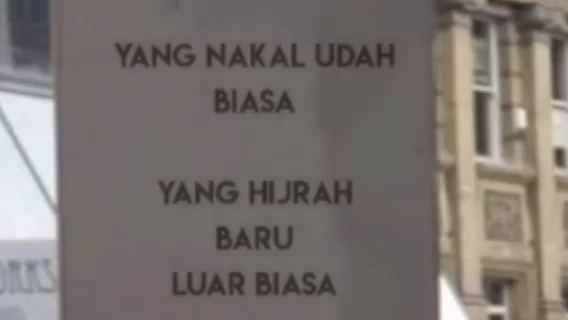 YANG NAKAL UDAH
BIASA
YANG HIJRAH
BARU
LUAR BIASA